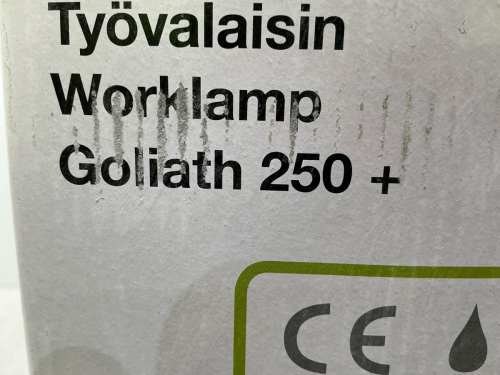 Työvalaisin
Worklamp
Goliath 250 +
CE